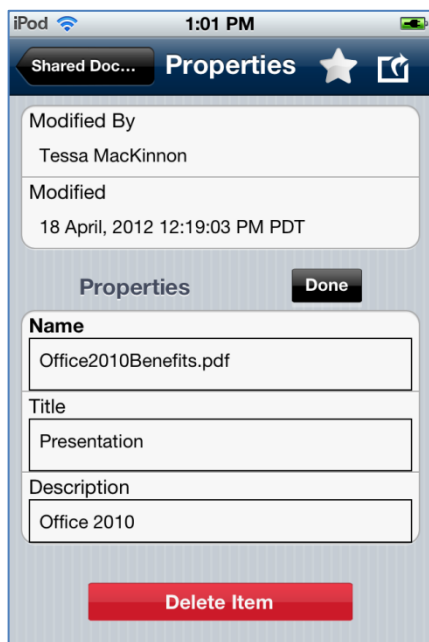 iPod 1:01 PM
Shared Doc... Properties
Modified By
Tessa MacKinnon
Modified
18 April, 2012 12:19:03 PM PDT
Properties Done
Name
Office2010Benefits.pdf
Title
Presentation
Description
Office 2010
Delete Item